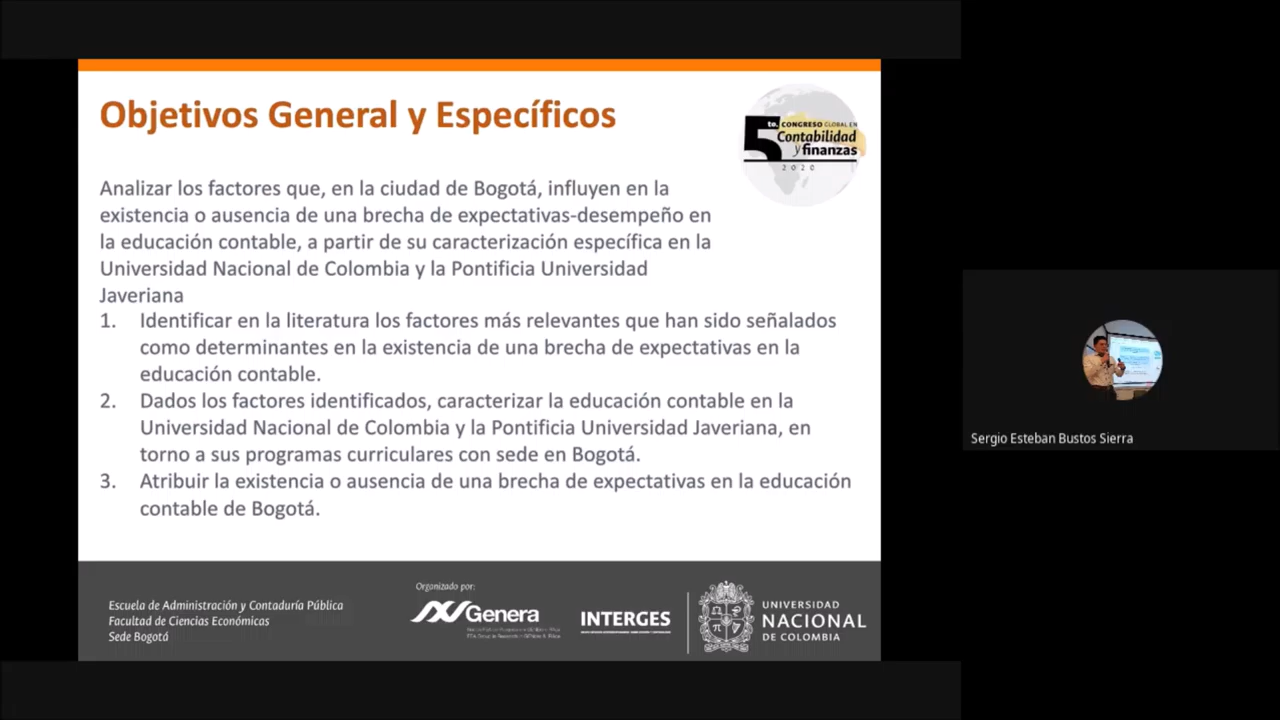 Objetivos General y Específicos
5to. CONGRESO GLOBAL EN
Contabilidad
y finanzas
2020
Analizar los factores que, en la ciudad de Bogotá, influyen en la
existencia o ausencia de una brecha de expectativas-desempeño en
la educación contable, a partir de su caracterización específica en la
Universidad Nacional de Colombia y la Pontificia Universidad
Javeriana
1. Identificar en la literatura los factores más relevantes que han sido señalados
como determinantes en la existencia de una brecha de expectativas en la
educación contable.
2. Dados los factores identificados, caracterizar la educación contable en la
Universidad Nacional de Colombia y la Pontificia Universidad Javeriana, en
torno a sus programas curriculares con sede en Bogotá.
3. Atribuir la existencia o ausencia de una brecha de expectativas en la educación
contable de Bogotá.
Sergio Esteban Bustos Sierra
Escuela de Administración y Contaduría Pública
Facultad de Ciencias Económicas
Sede Bogotá
Organizado por:
Genera
INTERGES
UNIVERSIDAD
NACIONAL
DE COLOMBIA